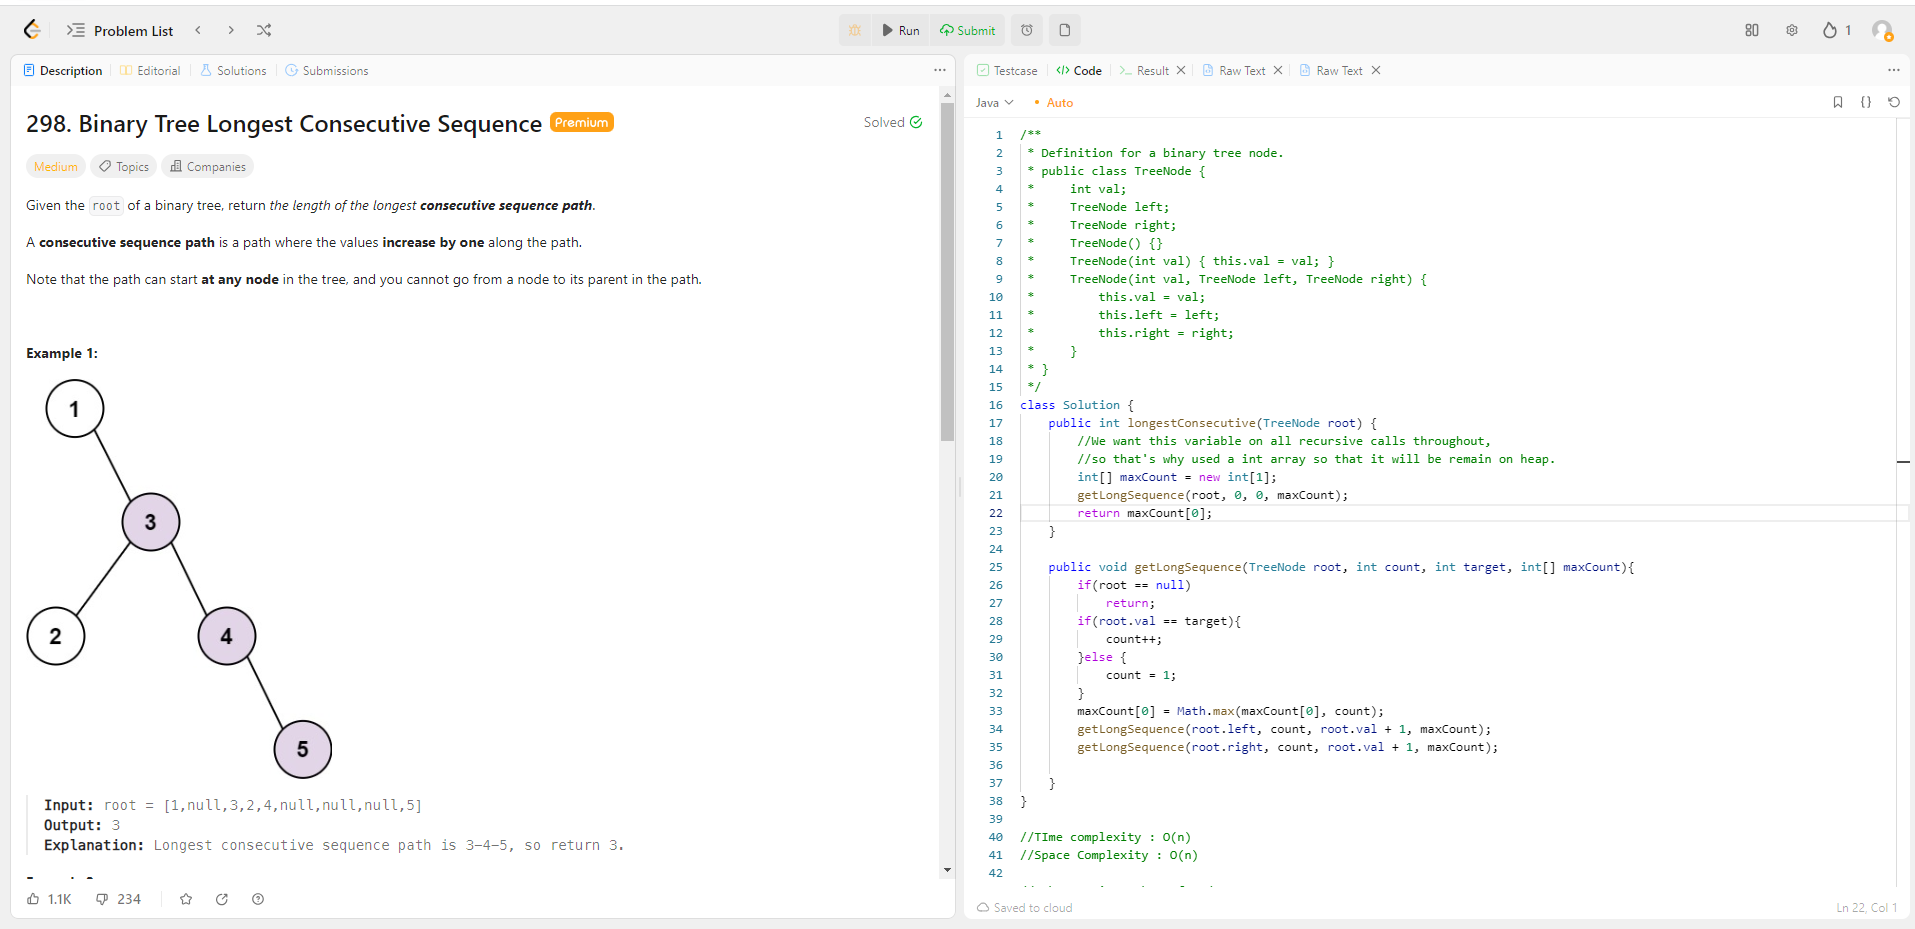 Problem List
Run
Submit
1
Description
Editorial
Solutions
Submissions
298. Binary Tree Longest Consecutive Sequence
Premium
Solved
Medium
Topics
Companies
Given the root of a binary tree, return the length of the longest consecutive sequence path.
A consecutive sequence path is a path where the values increase by one along the path.
Note that the path can start at any node in the tree, and you cannot go from a node to its parent in the path.
Example 1:
1
3
2
4
5
Input: root = [1,null,3,2,4,null,null,null,5]
Output: 3
Explanation: Longest consecutive sequence path is 3-4-5, so return 3.
1.1K
234
Testcase
Code
Result
Raw Text
Raw Text
Java
Auto
1 /**
2 * Definition for a binary tree node.
3 * public class TreeNode {
4 * int val;
5 * TreeNode left;
6 * TreeNode right;
7 * TreeNode() {}
8 * TreeNode(int val) { this.val = val; }
9 * TreeNode(int val, TreeNode left, TreeNode right) {
10 * this.val = val;
11 * this.left = left;
12 * this.right = right;
13 * }
14 * }
15 */
16 class Solution {
17 public int longestConsecutive(TreeNode root) {
18 //We want this variable on all recursive calls throughout,
19 //so that's why used a int array so that it will be remain on heap.
20 int[] maxCount = new int[1];
21 getLongSequence(root, 0, 0, maxCount);
22 return maxCount[0];
23 }
24
25 public void getLongSequence(TreeNode root, int count, int target, int[] maxCount){
26 if(root == null)
27 return;
28 if(root.val == target){
29 count++;
30 }else {
31 count = 1;
32 }
33 maxCount[0] = Math.max(maxCount[0], count);
34 getLongSequence(root.left, count, root.val + 1, maxCount);
35 getLongSequence(root.right, count, root.val + 1, maxCount);
36
37 }
38 }
39
40 //TIme complexity : O(n)
41 //Space Complexity : O(n)
42
Saved to cloud
Ln 22, Col 1